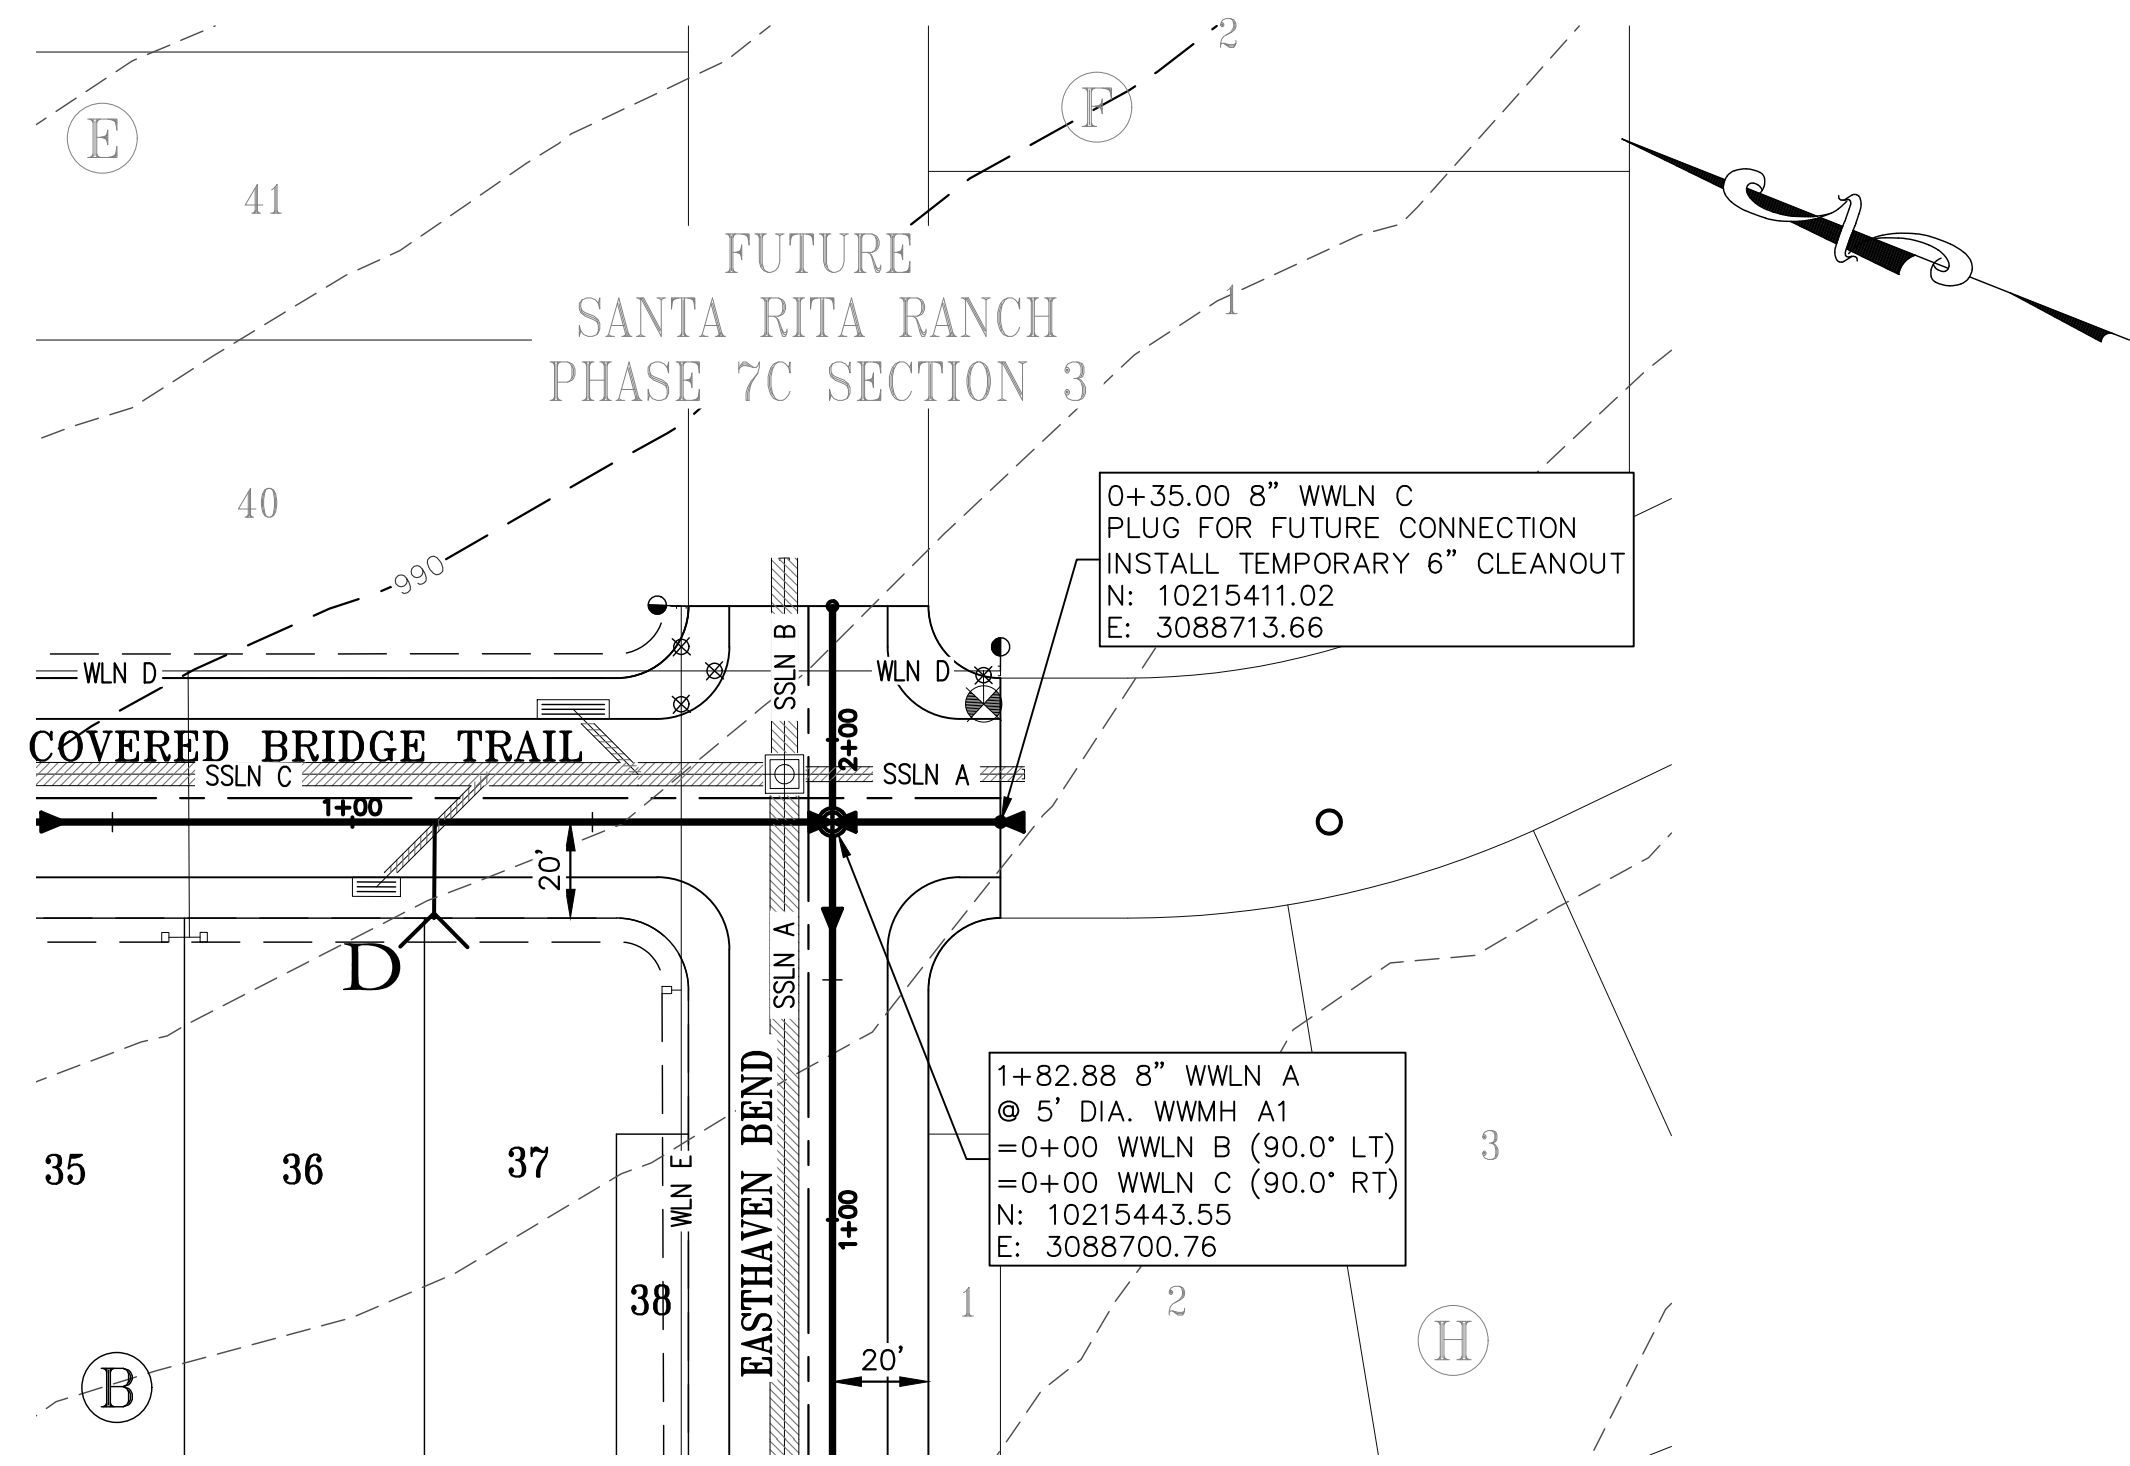 2
F
E
41
FUTURE
SANTA RITA RANCH
PHASE 7C SECTION 3
1
40
990
0+35.00 8” WWLN C
PLUG FOR FUTURE CONNECTION
INSTALL TEMPORARY 6” CLEANOUT
N: 10215411.02
E: 3088713.66
WLN D
SSLN B
WLN D
2+00
COVERED BRIDGE TRAIL
SSLN C
SSLN A
1+00
20'
D
SSLN A
EASTHAVEN BEND
1+82.88 8” WWLN A
@ 5' DIA. WWMH A1
=0+00 WWLN B (90.0° LT)
=0+00 WWLN C (90.0° RT)
N: 10215443.55
E: 3088700.76
3
35
36
37
WLN E
1+00
38
1
2
H
20'
B